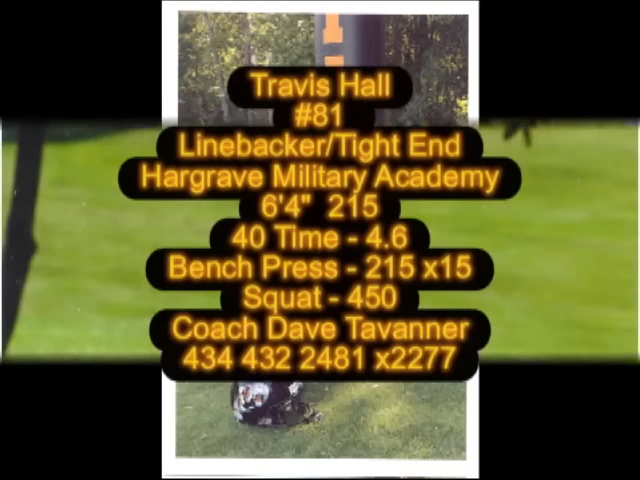 Travis Hall
#81
Linebacker/Tight End
Hargrave Military Academy
6'4" 215
40 Time - 4.6
Bench Press - 215 x15
Squat - 450
Coach Dave Tavanner
434 432 2481 x2277